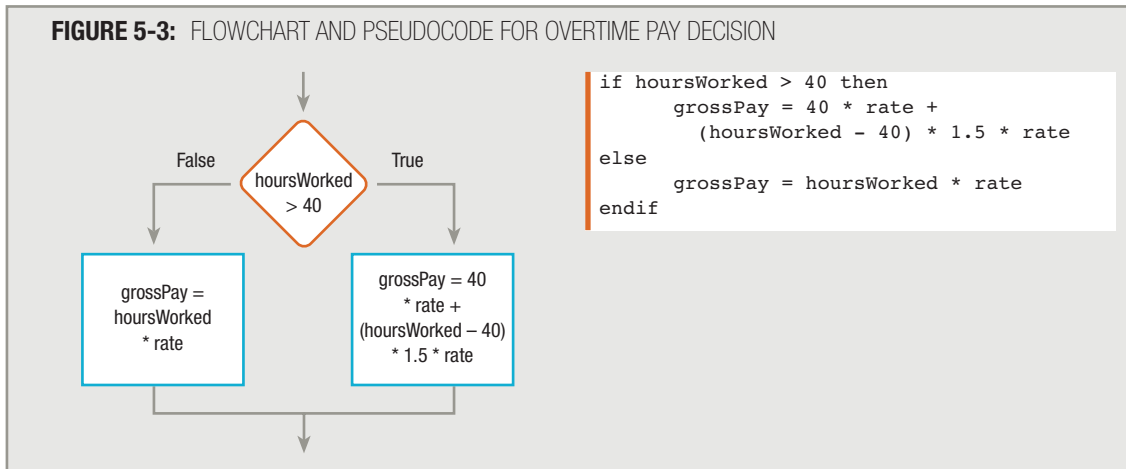 FIGURE 5-3: FLOWCHART AND PSEUDOCODE FOR OVERTIME PAY DECISION
False
True
hoursWorked
> 40
grossPay =
hoursWorked
* rate
grossPay = 40
* rate +
(hoursWorked – 40)
* 1.5 * rate
if hoursWorked > 40 then
grossPay = 40 * rate +
(hoursWorked - 40) * 1.5 * rate
else
grossPay = hoursWorked * rate
endif